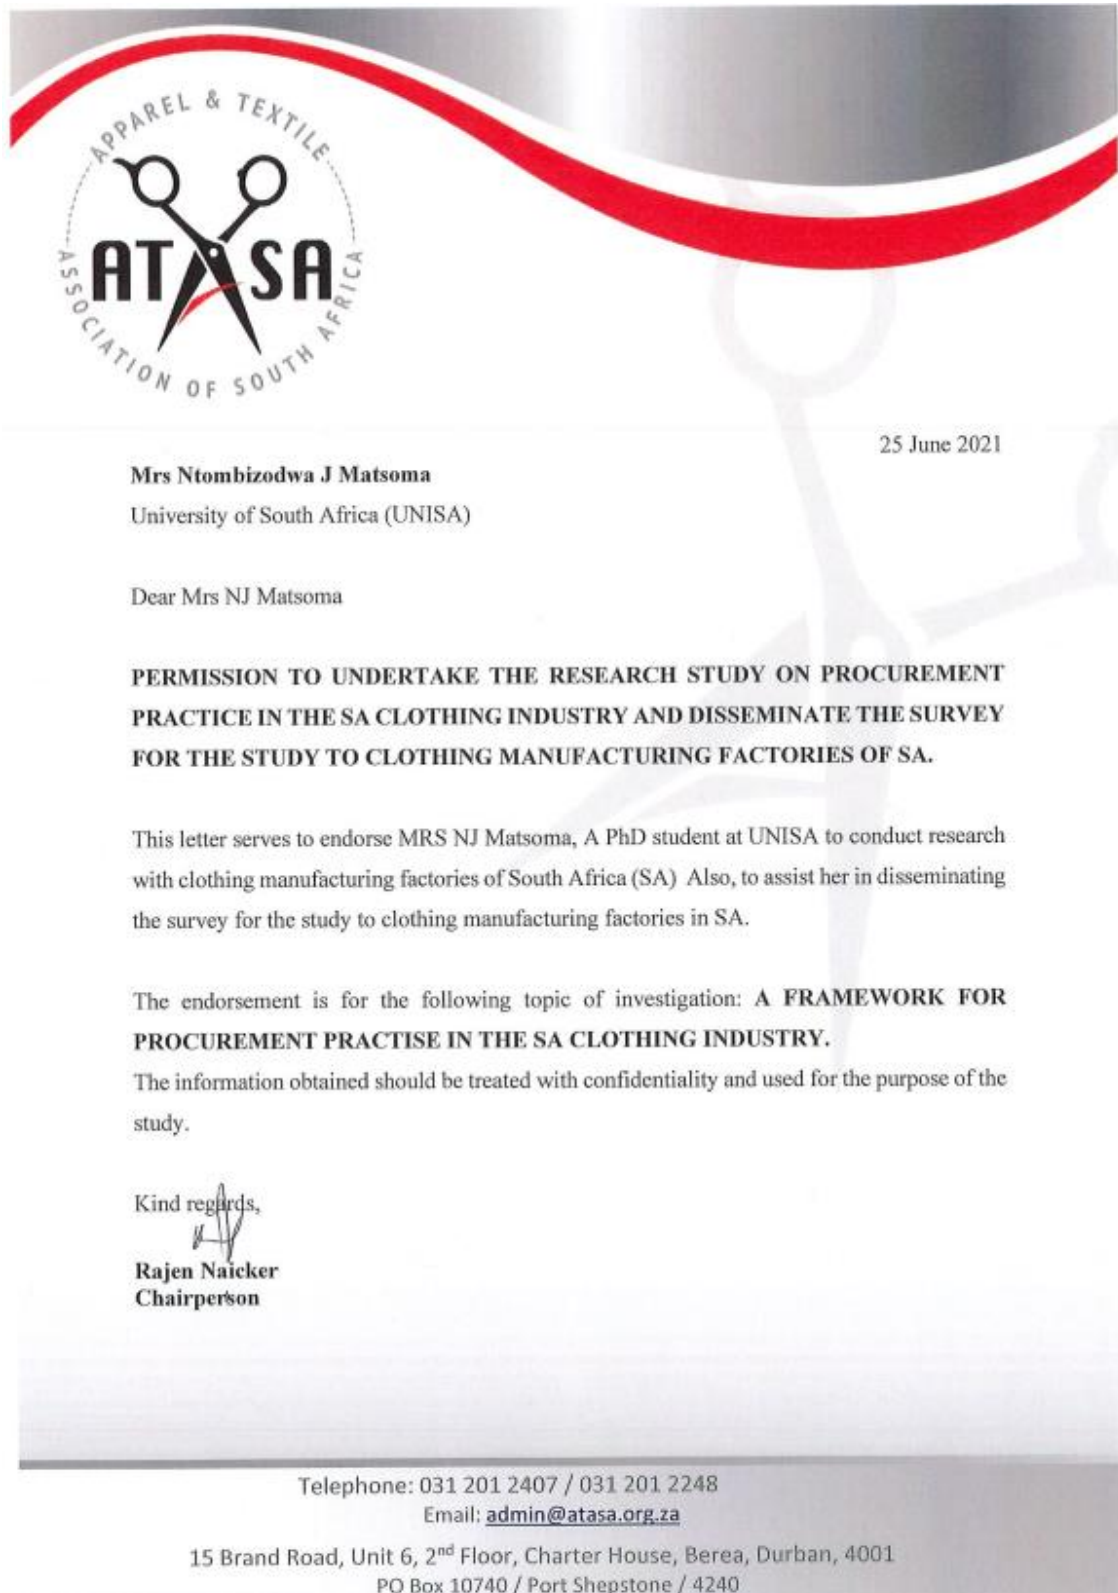 APPAREL & TEXTILE
ATASA
ASSOCIATION OF SOUTH AFRICA
25 June 2021
Mrs Ntombizodwa J Matsoma
University of South Africa (UNISA)
Dear Mrs NJ Matsoma
PERMISSION TO UNDERTAKE THE RESEARCH STUDY ON PROCUREMENT
PRACTICE IN THE SA CLOTHING INDUSTRY AND DISSEMINATE THE SURVEY
FOR THE STUDY TO CLOTHING MANUFACTURING FACTORIES OF SA.
This letter serves to endorse MRS NJ Matsoma, A PhD student at UNISA to conduct research
with clothing manufacturing factories of South Africa (SA) Also, to assist her in disseminating
the survey for the study to clothing manufacturing factories in SA.
The endorsement is for the following topic of investigation: A FRAMEWORK FOR
PROCUREMENT PRACTISE IN THE SA CLOTHING INDUSTRY.
The information obtained should be treated with confidentiality and used for the purpose of the
study.
Kind regards,
Rajen Naicker
Chairperson
Telephone: 031 201 2407 / 031 201 2248
Email: admin@atasa.org.za
15 Brand Road, Unit 6, 2nd Floor, Charter House, Berea, Durban, 4001
PO Box 10740 / Port Shepstone / 4240